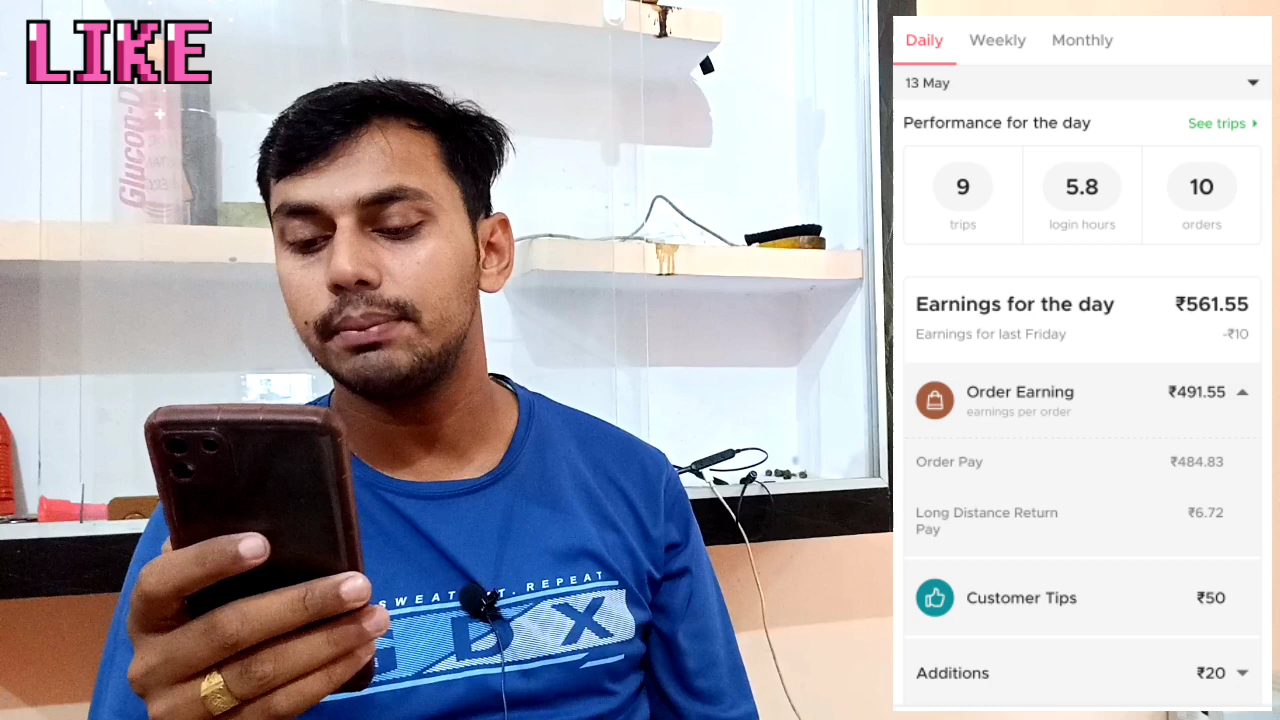 LIKE
Glucon-D
SWEAT
T. REPEAT
DX
Daily Weekly Monthly
13 May
Performance for the day See trips
9 5.8 10
trips login hours orders
Earnings for the day ₹561.55
Earnings for last Friday -₹10
Order Earning ₹491.55
earnings per order
Order Pay ₹484.83
Long Distance Return ₹6.72
Pay
Customer Tips ₹50
Additions ₹20